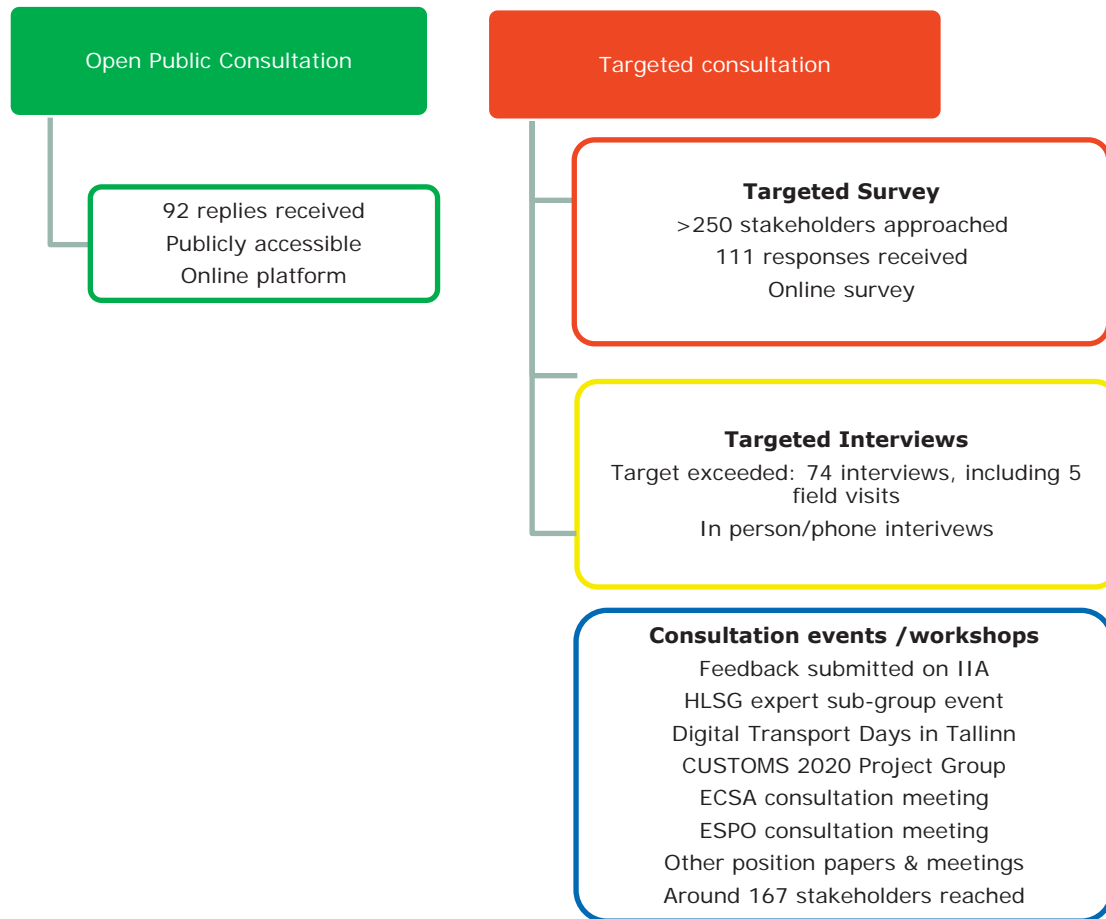 Open Public Consultation
92 replies received
Publicly accessible
Online platform
Targeted consultation
Targeted Survey
>250 stakeholders approached
111 responses received
Online survey
Targeted Interviews
Target exceeded: 74 interviews, including 5
field visits
In person/phone interivews
Consultation events /workshops
Feedback submitted on IIA
HLSG expert sub-group event
Digital Transport Days in Tallinn
CUSTOMS 2020 Project Group
ECSA consultation meeting
ESPO consultation meeting
Other position papers & meetings
Around 167 stakeholders reached